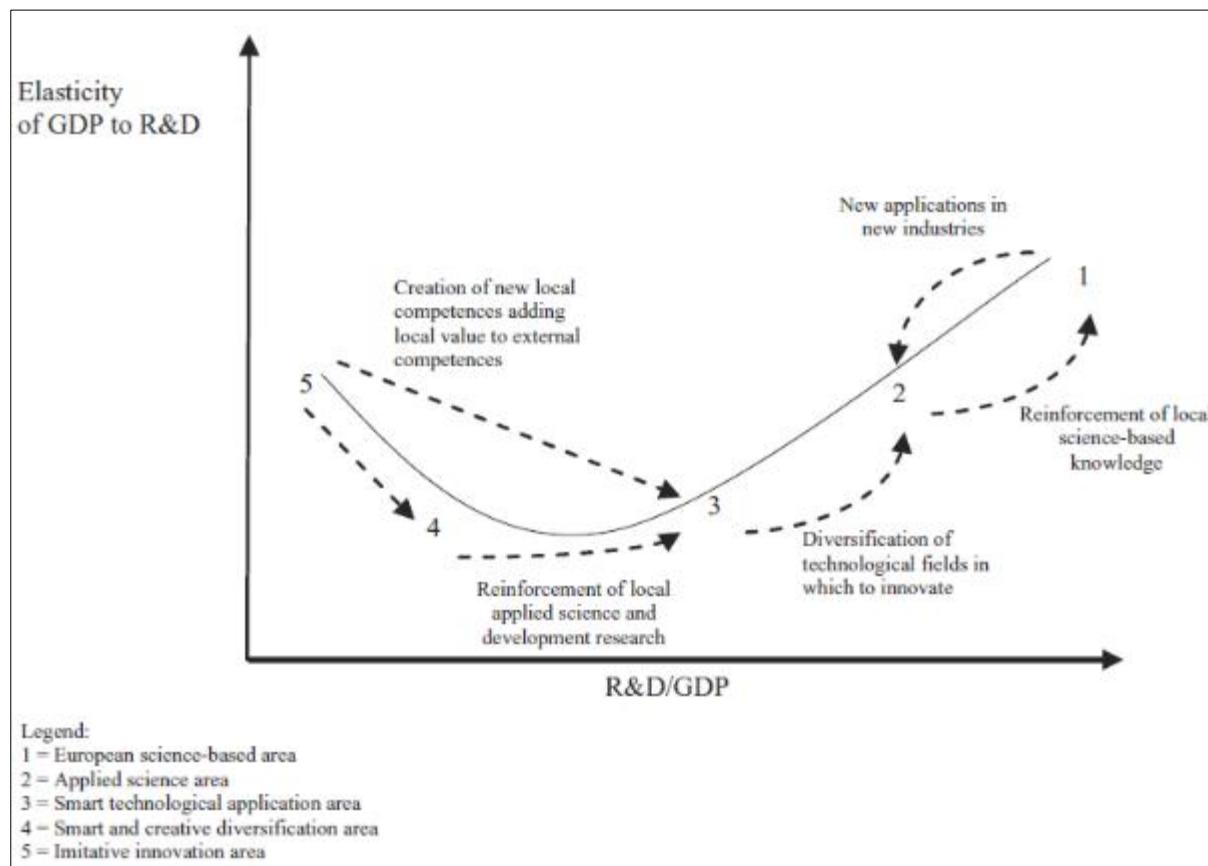 Elasticity
of GDP to R&D
New applications in
new industries
1
Creation of new local
competences adding
local value to external
competences
5
2
Reinforcement of local
science-based
knowledge
3
4
Diversification of
technological fields in
which to innovate
Reinforcement of local
applied science and
development research
R&D/GDP
Legend:
1 = European science-based area
2 = Applied science area
3 = Smart technological application area
4 = Smart and creative diversification area
5 = Imitative innovation area